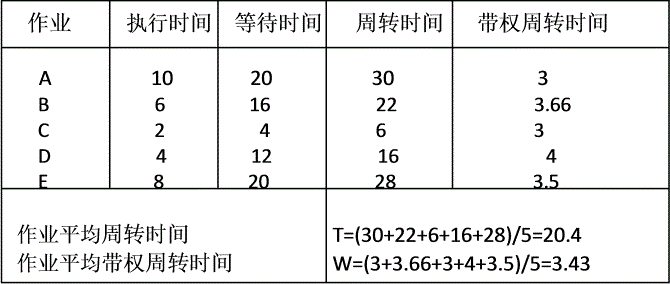 作业 执行时间 等待时间 周转时间 带权周转时间
A 10 20 30 3
B 6 16 22 3.66
C 2 4 6 3
D 4 12 16 4
E 8 20 28 3.5
作业平均周转时间 T=(30+22+6+16+28)/5=20.4
作业平均带权周转时间 W=(3+3.66+3+4+3.5)/5=3.43